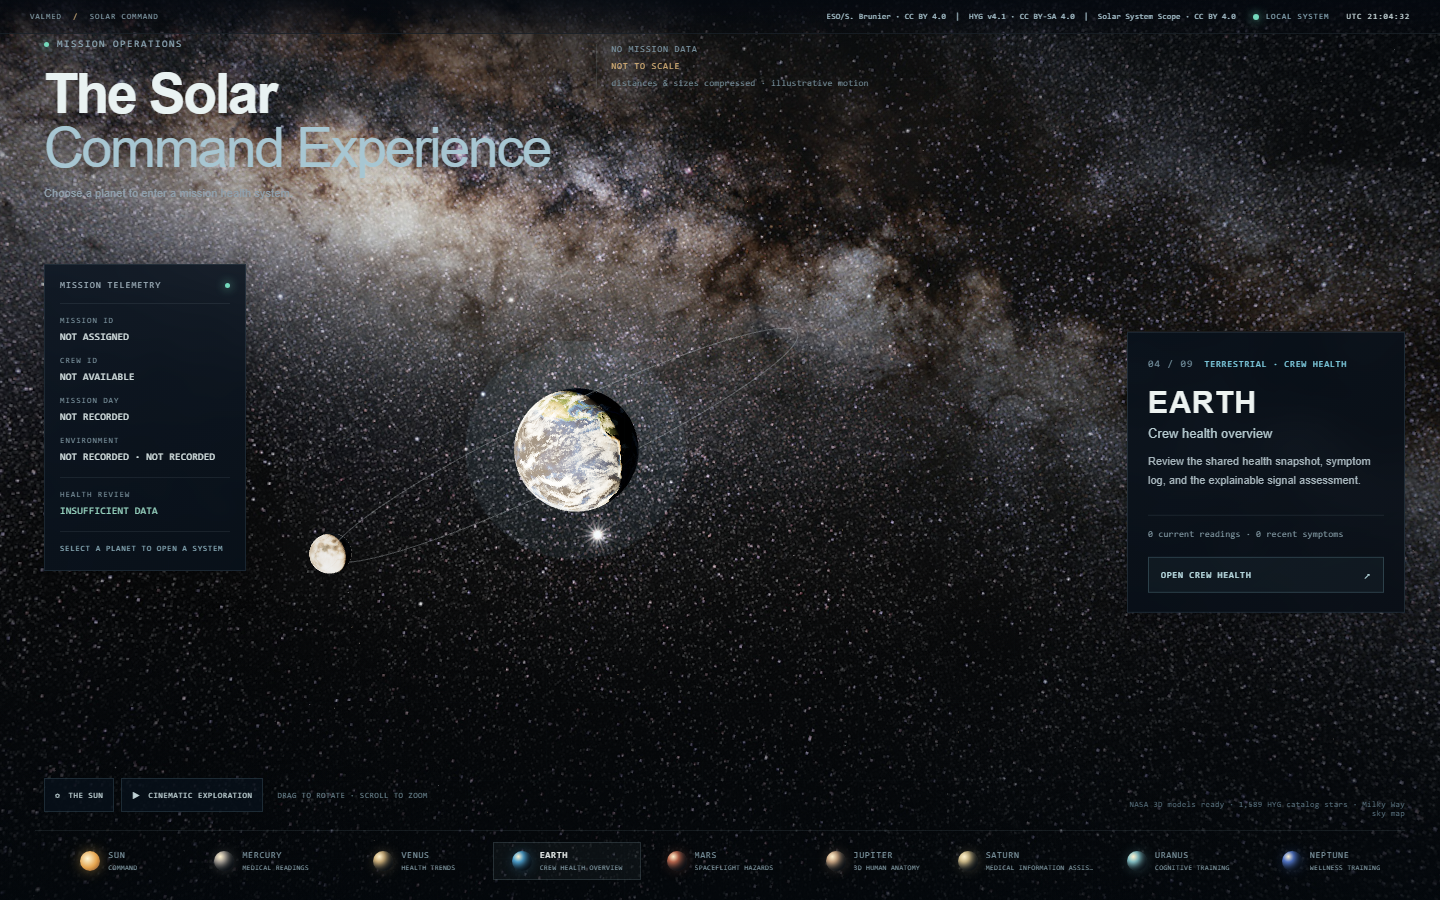 VALMED / SOLAR COMMAND
ESO/S. Brunier · CC BY 4.0 | HYG v4.1 · CC BY-SA 4.0 | Solar System Scope · CC BY 4.0
LOCAL SYSTEM
UTC 21:04:32
MISSION OPERATIONS
The Solar
Command Experience
Choose a planet to enter a mission health system.
NO MISSION DATA
NOT TO SCALE
distances & sizes compressed · illustrative motion
MISSION TELEMETRY
MISSION ID
NOT ASSIGNED
CREW ID
NOT AVAILABLE
MISSION DAY
NOT RECORDED
ENVIRONMENT
NOT RECORDED · NOT RECORDED
HEALTH REVIEW
INSUFFICIENT DATA
SELECT A PLANET TO OPEN A SYSTEM
04 / 09 TERRESTRIAL · CREW HEALTH
EARTH
Crew health overview
Review the shared health snapshot, symptom
log, and the explainable signal assessment.
0 current readings · 0 recent symptoms
OPEN CREW HEALTH ↗
THE SUN
▶ CINEMATIC EXPLORATION
DRAG TO ROTATE · SCROLL TO ZOOM
NASA 3D models ready · 1,589 HYG catalog stars · Milky Way
sky map
SUN
COMMAND
MERCURY
MEDICAL READINGS
VENUS
HEALTH TRENDS
EARTH
CREW HEALTH OVERVIEW
MARS
SPACEFLIGHT HAZARDS
JUPITER
3D HUMAN ANATOMY
SATURN
MEDICAL INFORMATION ASSIS…
URANUS
COGNITIVE TRAINING
NEPTUNE
WELLNESS TRAINING